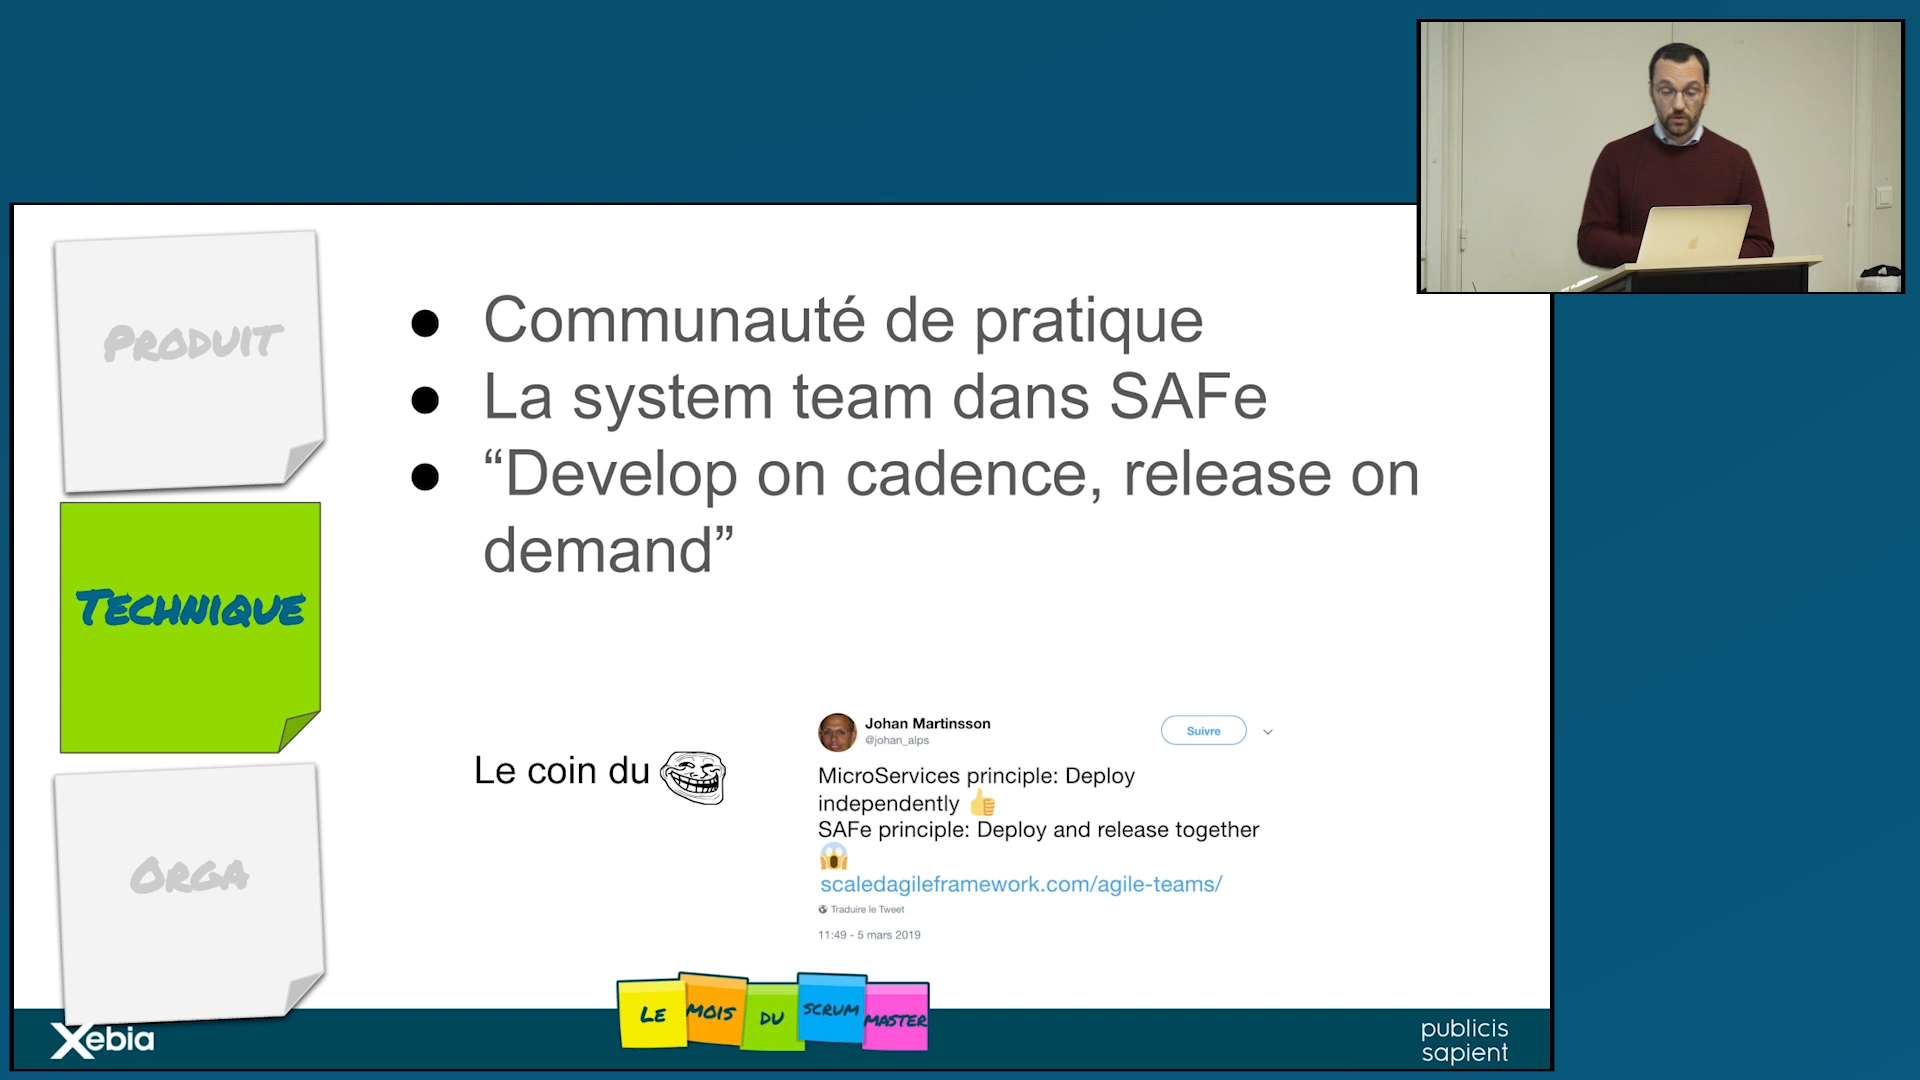 PRODUIT
TECHNIQUE
ORGA
● Communauté de pratique
● La system team dans SAFe
● “Develop on cadence, release on
demand”
Le coin du
Johan Martinsson
@johan_alps
Suivre
MicroServices principle: Deploy
independently 👍
SAFe principle: Deploy and release together
😱
scaledagileframework.com/agile-teams/
Traduire le Tweet
11:49 - 5 mars 2019
Xebia
LE MOIS DU SCRUM MASTER
publicis
sapient